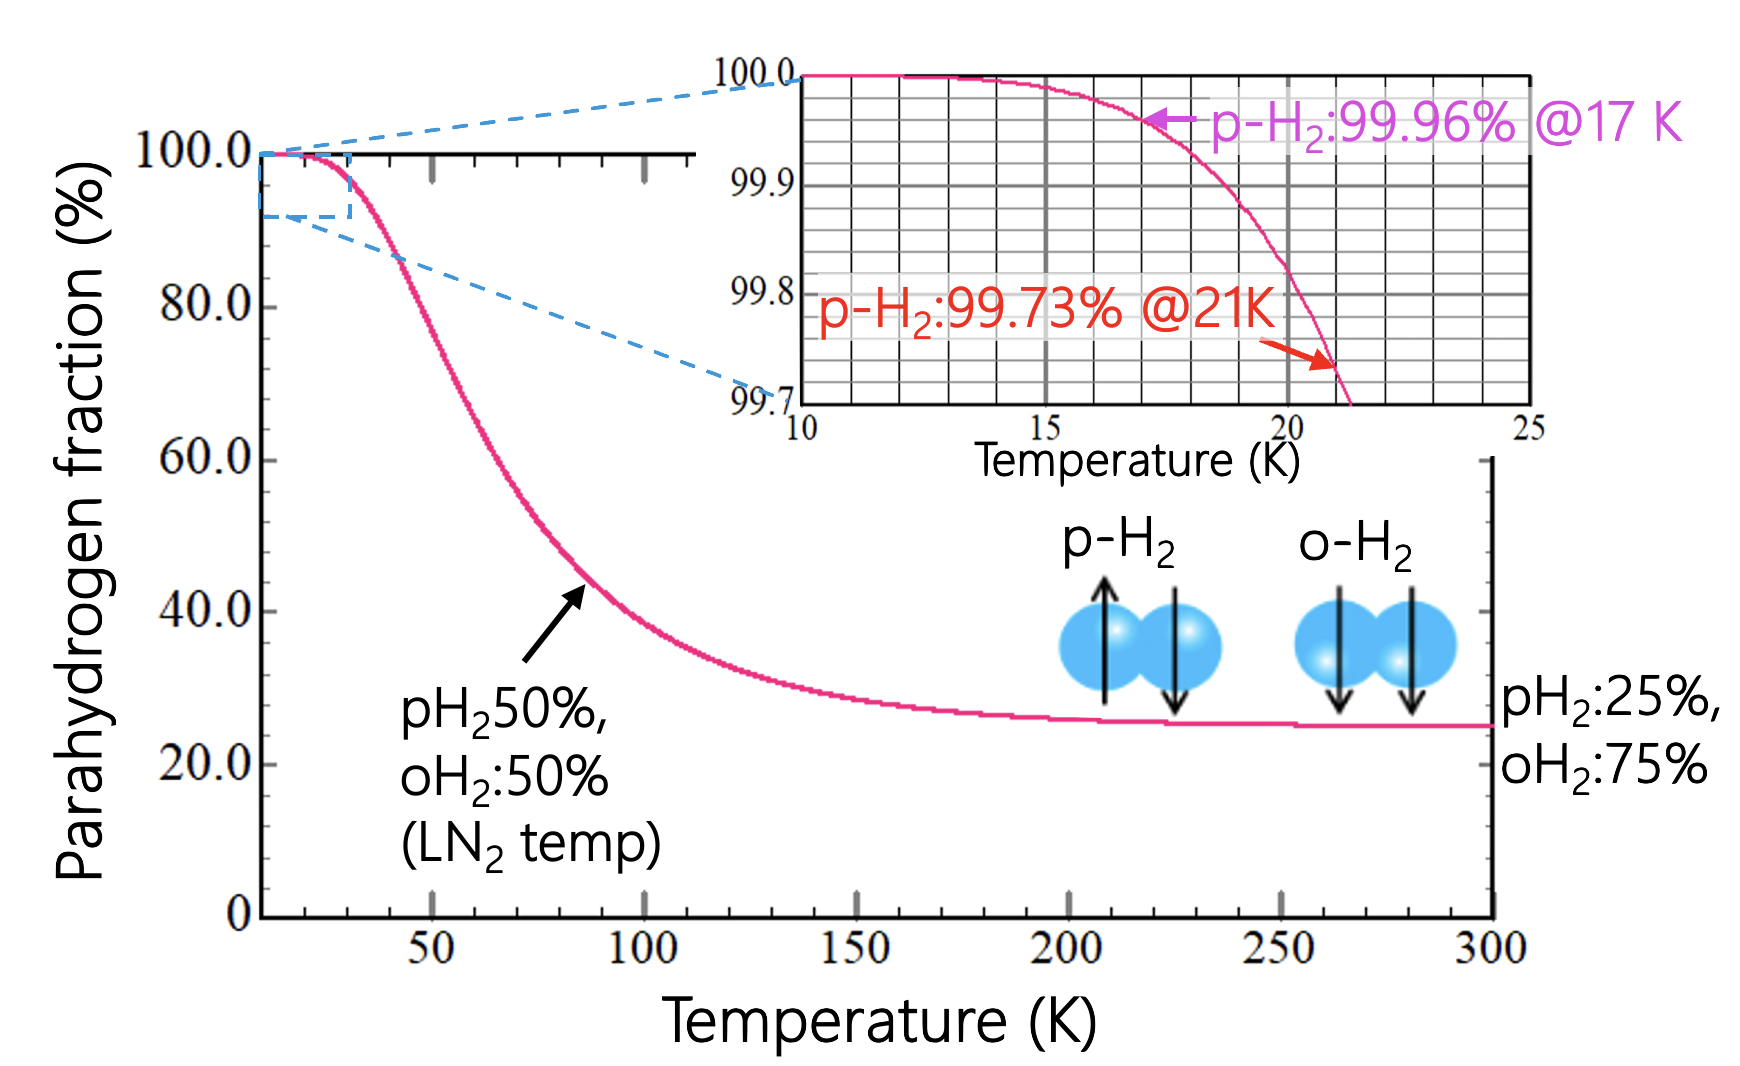 100.0
99.9
99.8
99.7
10
15
20
25
Temperature (K)
p-H₂:99.96% @17 K
p-H₂:99.73% @21K
Parahydrogen fraction (%)
100.0
80.0
60.0
40.0
20.0
0
p-H₂
o-H₂
pH₂50%,
oH₂:50%
(LN₂ temp)
pH₂:25%,
oH₂:75%
50
100
150
200
250
300
Temperature (K)